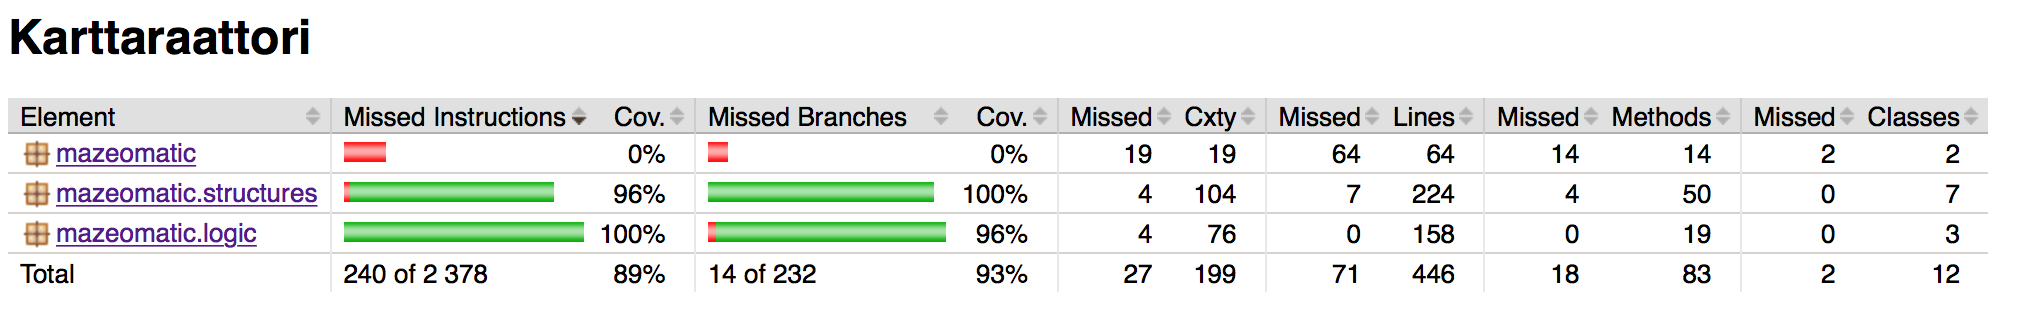 Karttaraattori
Element Missed Instructions Cov. Missed Branches Cov. Missed Cxty Missed Lines Missed Methods Missed Classes
mazeomatic 0% 0% 19 19 64 64 14 14 2 2
mazeomatic.structures 96% 100% 4 104 7 224 4 50 0 7
mazeomatic.logic 100% 96% 4 76 0 158 0 19 0 3
Total 240 of 2 378 89% 14 of 232 93% 27 199 71 446 18 83 2 12